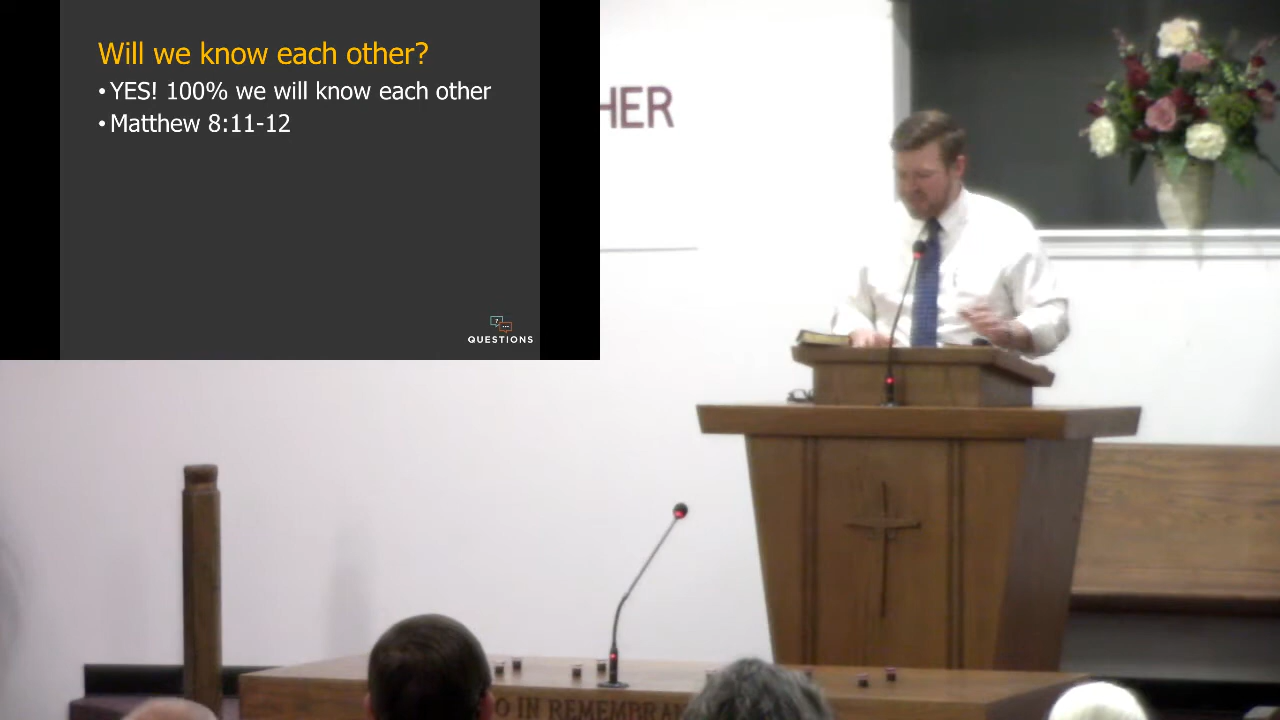 Will we know each other?
• YES! 100% we will know each other
• Matthew 8:11-12
QUESTIONS
HER
O IN REMEMBRA